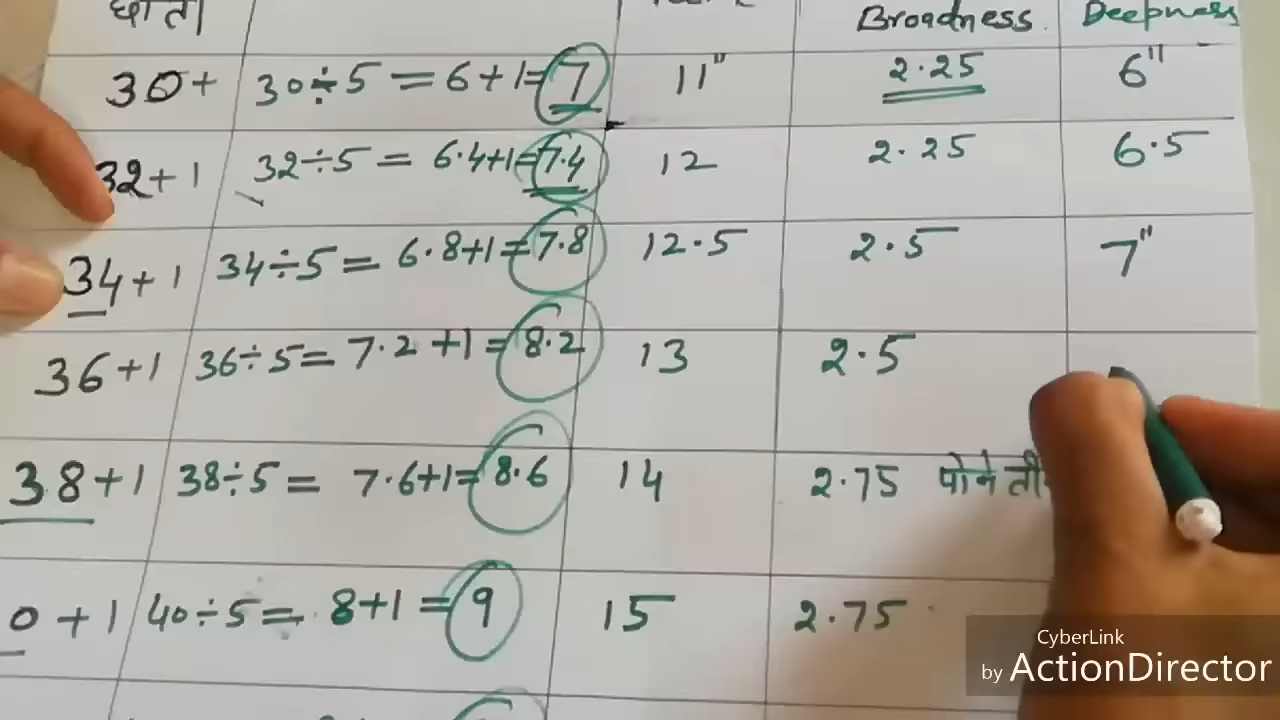 छाती Broadness Deepness
30+ 30÷5 = 6+1= 7 11" 2.25 6"
32+1 32÷5 = 6.4+1=7.4 12 2.25 6.5
34+1 34÷5= 6.8+1=7.8 12.5 2.5 7"
36+1 36÷5= 7.2 +1= 8.2 13 2.5
38+1 38÷5= 7.6+1= 8.6 14 2.75 पोने
0+1 40÷5= 8+1 = 9 15 2.75
CyberLink
by ActionDirector